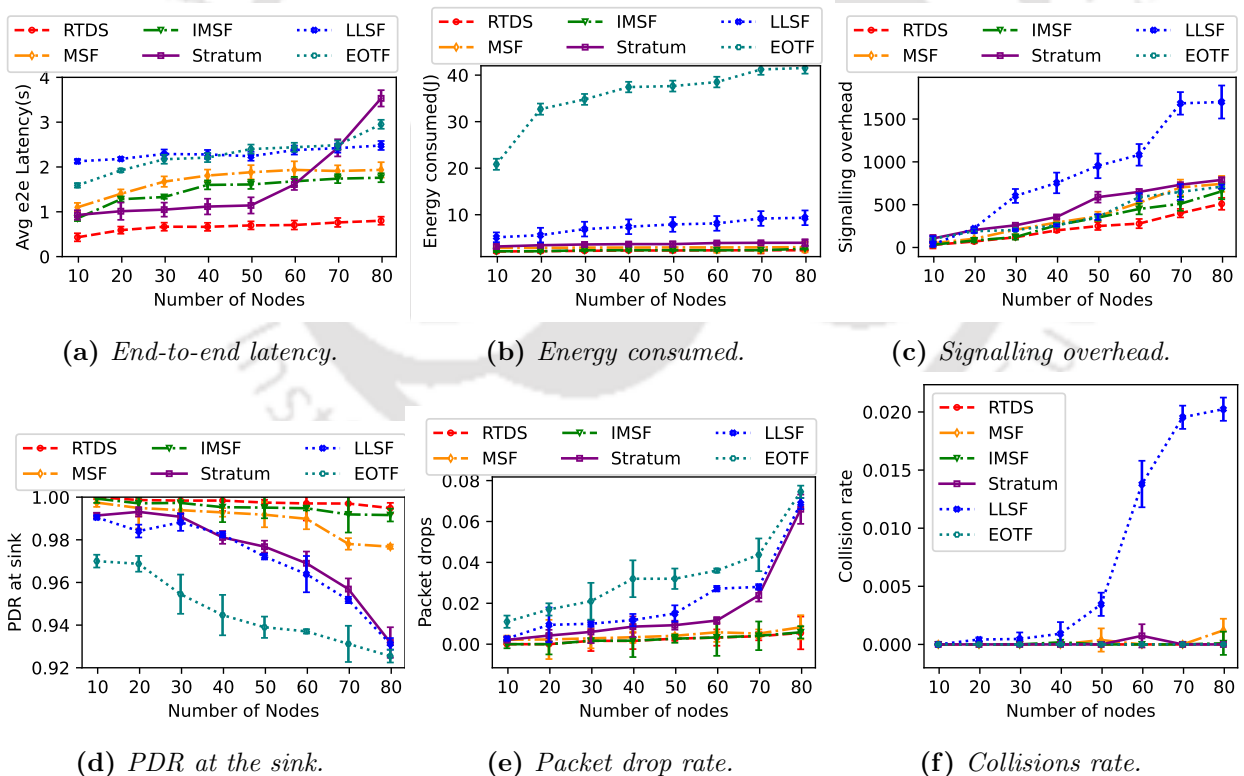 RTDS IMSF LLSF
MSF Stratum EOTF
4
3
2
1
0
Avg e2e Latency(s)
10 20 30 40 50 60 70 80
Number of Nodes
(a) End-to-end latency.
RTDS IMSF LLSF
MSF Stratum EOTF
40
30
20
10
Energy consumed(J)
10 20 30 40 50 60 70 80
Number of Nodes
(b) Energy consumed.
RTDS IMSF LLSF
MSF Stratum EOTF
1500
1000
500
0
Signalling overhead
10 20 30 40 50 60 70 80
Number of Nodes
(c) Signalling overhead.
RTDS IMSF LLSF
MSF Stratum EOTF
1.00
0.98
0.96
0.94
0.92
PDR at sink
10 20 30 40 50 60 70 80
Number of Nodes
(d) PDR at the sink.
RTDS IMSF LLSF
MSF Stratum EOTF
0.08
0.06
0.04
0.02
0.00
Packet drops
10 20 30 40 50 60 70 80
Number of nodes
(e) Packet drop rate.
RTDS
MSF
IMSF
Stratum
LLSF
EOTF
0.020
0.015
0.010
0.005
0.000
Collision rate
10 20 30 40 50 60 70 80
Number of Nodes
(f) Collisions rate.